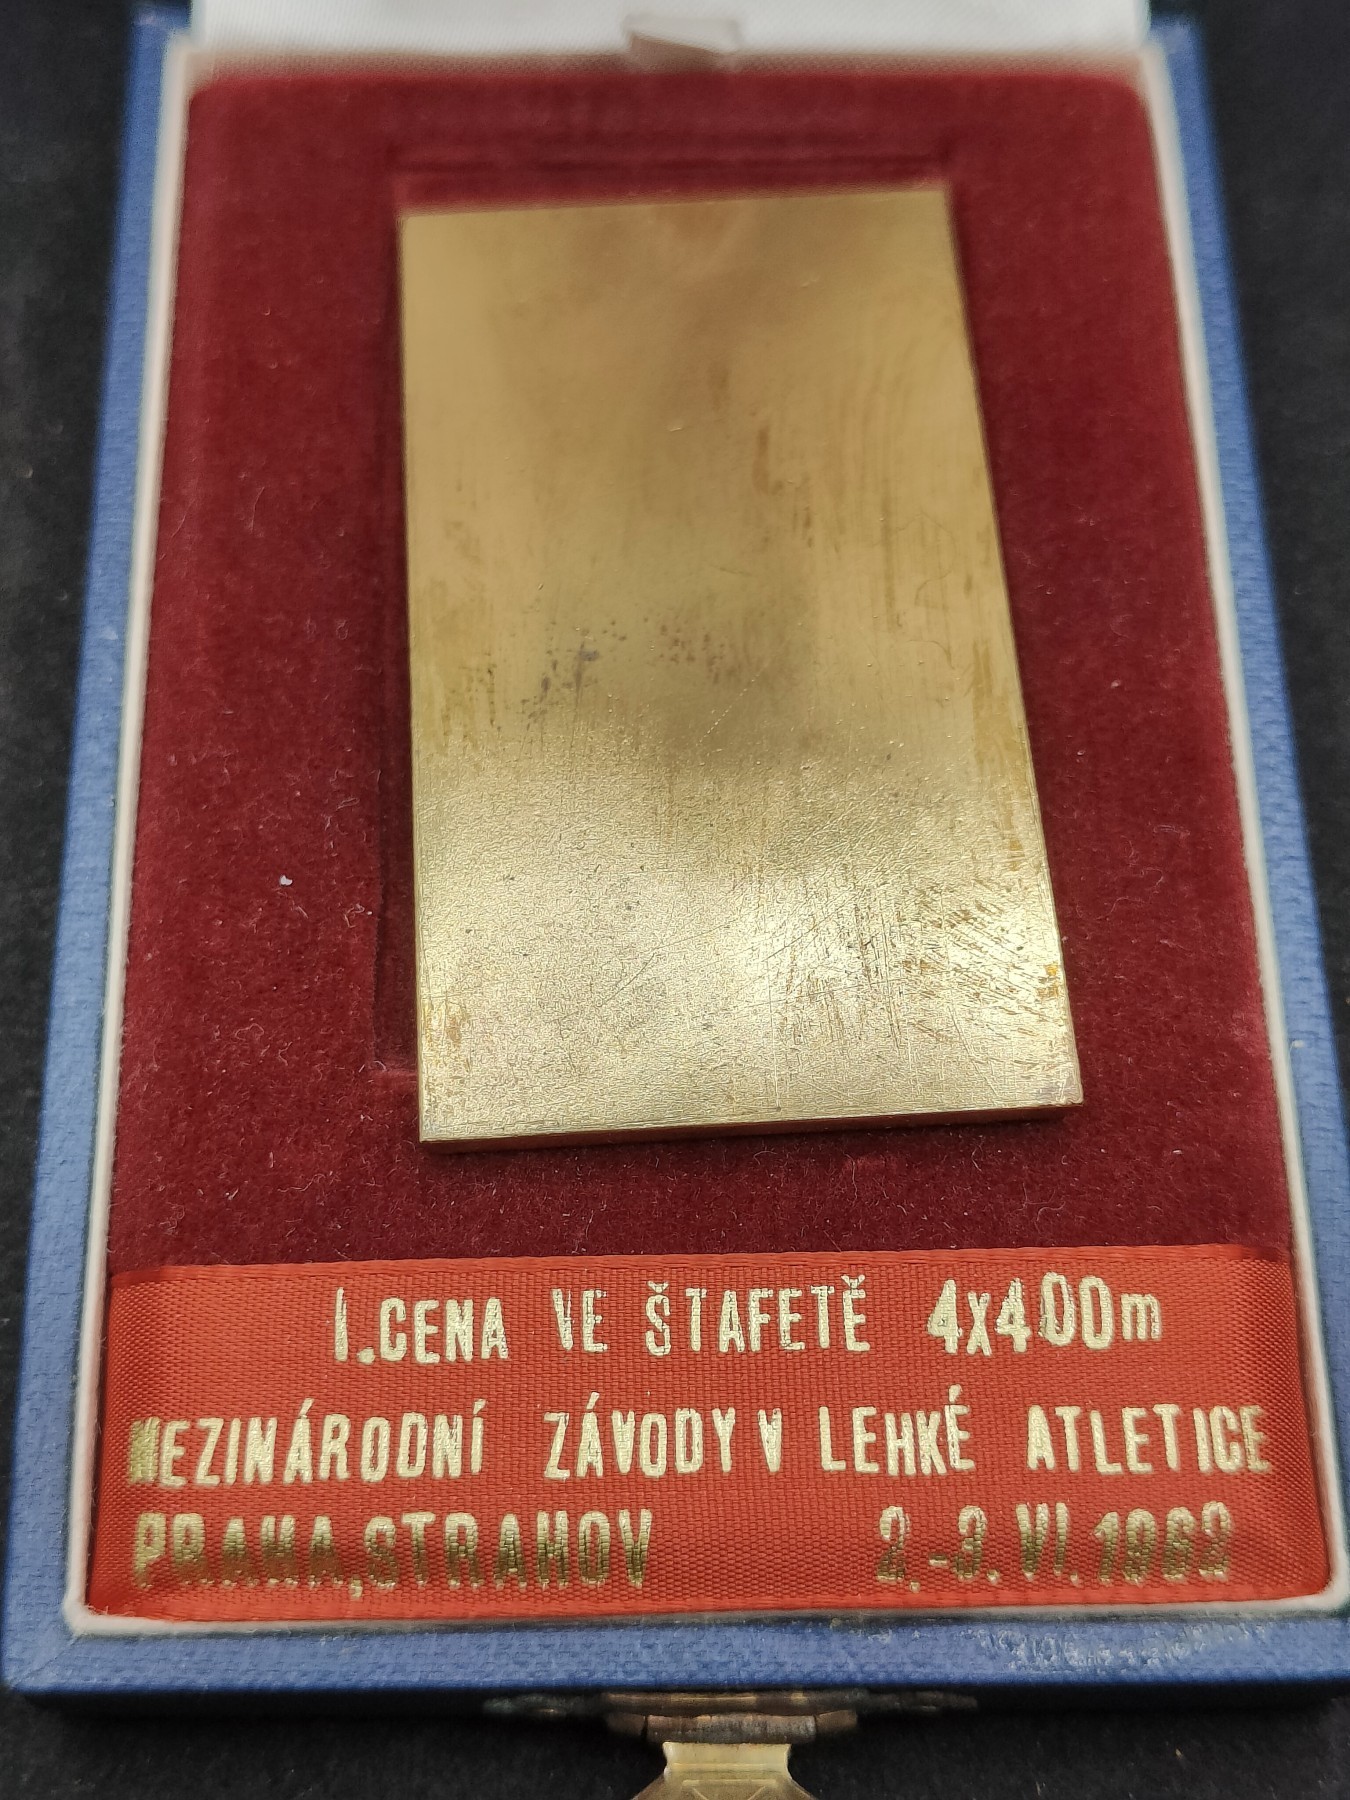 I. CENA VE ŠTAFETĚ 4x400m
MEZINÁRODNÍ ZÁVODY V LEHKÉ ATLETICE
PRAHA, STRAHOV 2.-3. VI. 1962